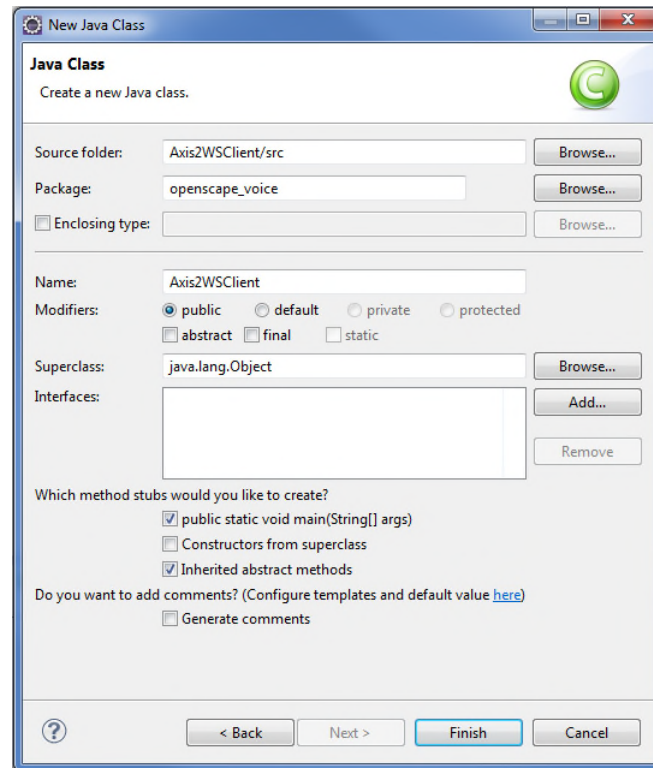 New Java Class
Java Class
Create a new Java class.
C
Source folder: Axis2WSClient/src Browse...
Package: openscape_voice Browse...
Enclosing type: Browse...
Name: Axis2WSClient
Modifiers: public default private protected
abstract final static
Superclass: java.lang.Object Browse...
Interfaces: Add...
Remove
Which method stubs would you like to create?
public static void main(String[] args)
Constructors from superclass
Inherited abstract methods
Do you want to add comments? (Configure templates and default value here)
Generate comments
? < Back Next > Finish Cancel